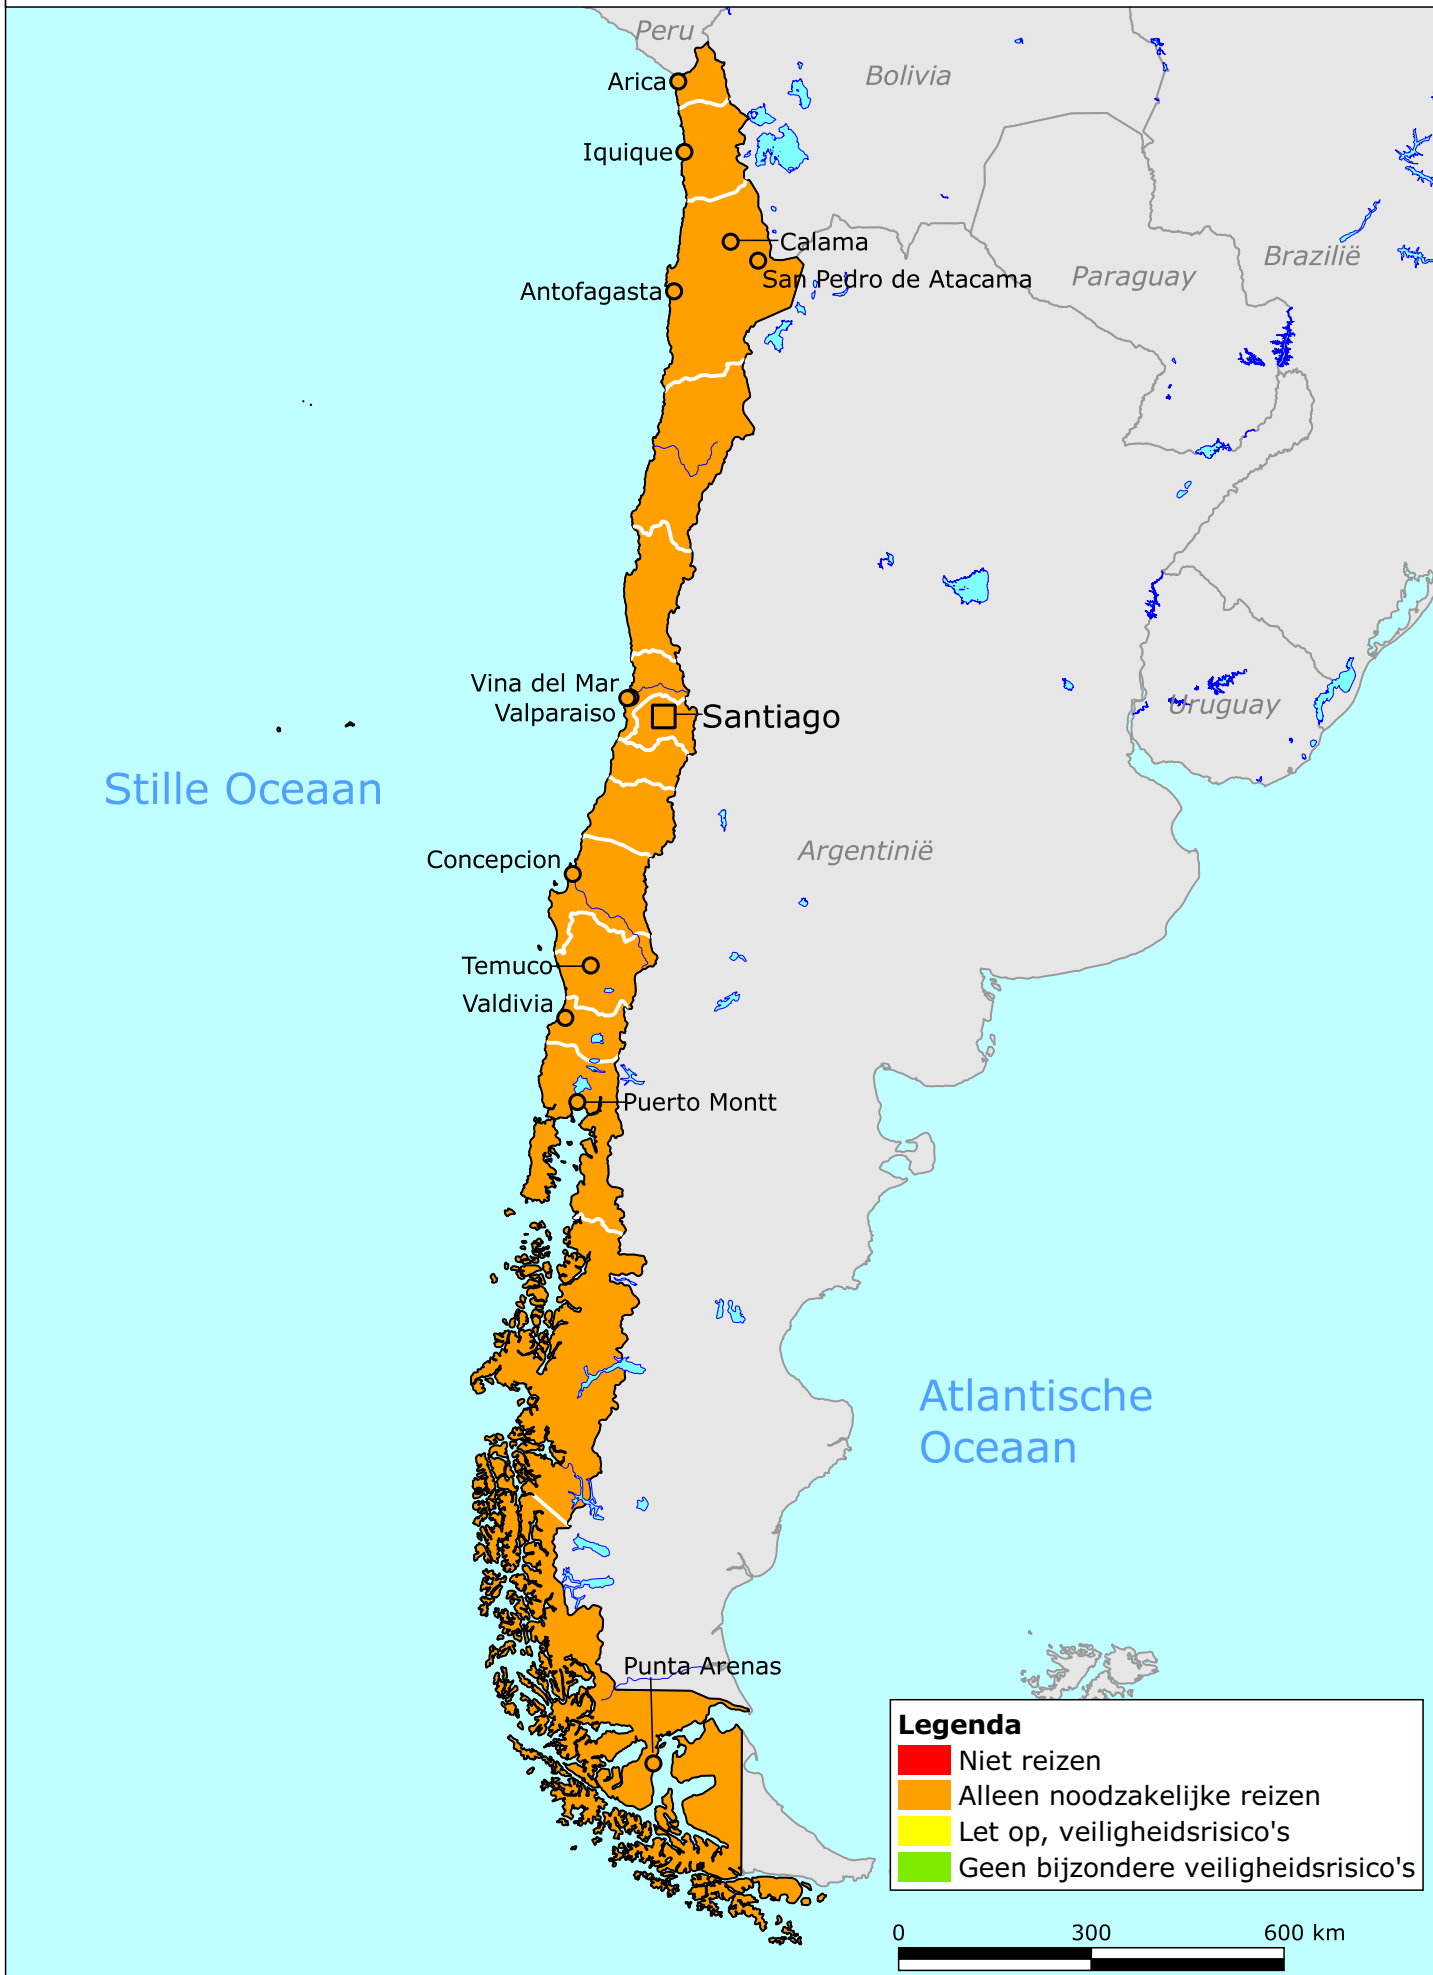 Peru
Bolivia
Arica
Iquique
Calama
San Pedro de Atacama
Antofagasta
Paraguay
Brazilië
Vina del Mar
Valparaiso
Santiago
Uruguay
Stille Oceaan
Argentinië
Concepcion
Temuco
Valdivia
Puerto Montt
Atlantische
Oceaan
Punta Arenas
Legenda
Niet reizen
Alleen noodzakelijke reizen
Let op, veiligheidsrisico's
Geen bijzondere veiligheidsrisico's
0 300 600 km